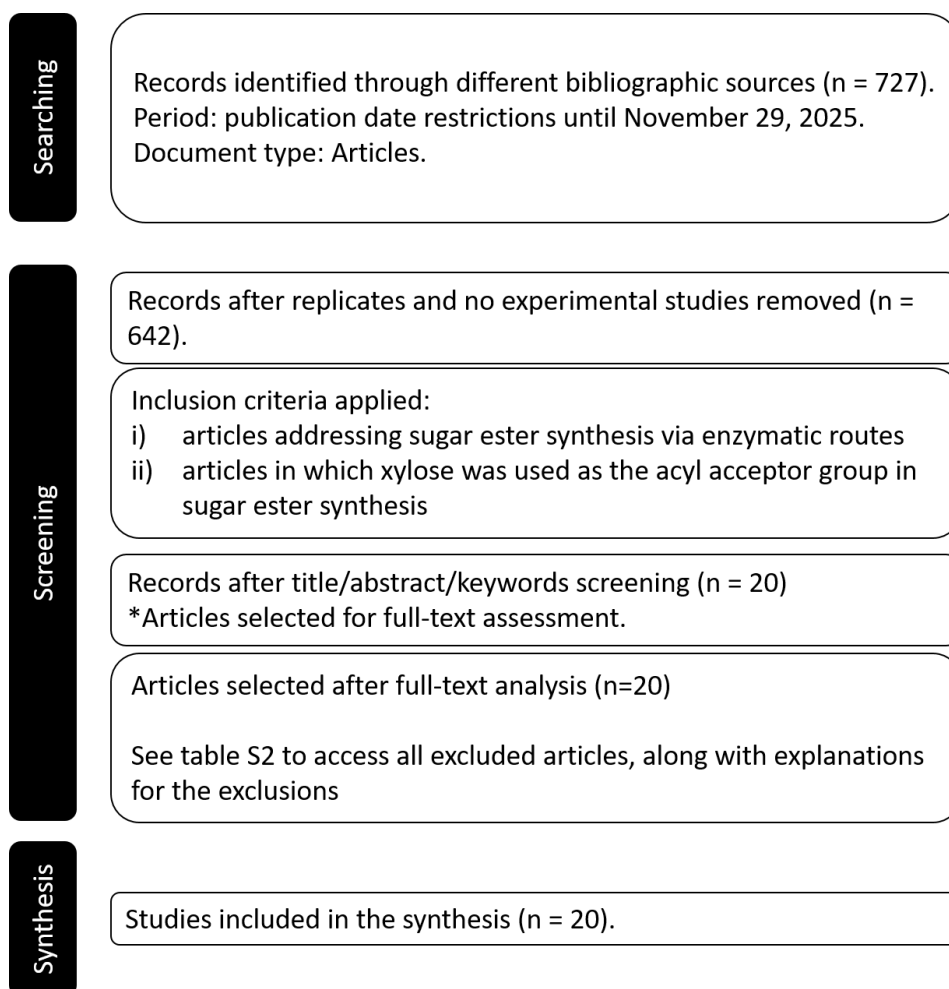 Searching
Records identified through different bibliographic sources (n = 727).
Period: publication date restrictions until November 29, 2025.
Document type: Articles.
Screening
Records after replicates and no experimental studies removed (n =
642).
Inclusion criteria applied:
i) articles addressing sugar ester synthesis via enzymatic routes
ii) articles in which xylose was used as the acyl acceptor group in
sugar ester synthesis
Records after title/abstract/keywords screening (n = 20)
*Articles selected for full-text assessment.
Articles selected after full-text analysis (n=20)
See table S2 to access all excluded articles, along with explanations
for the exclusions
Synthesis
Studies included in the synthesis (n = 20).